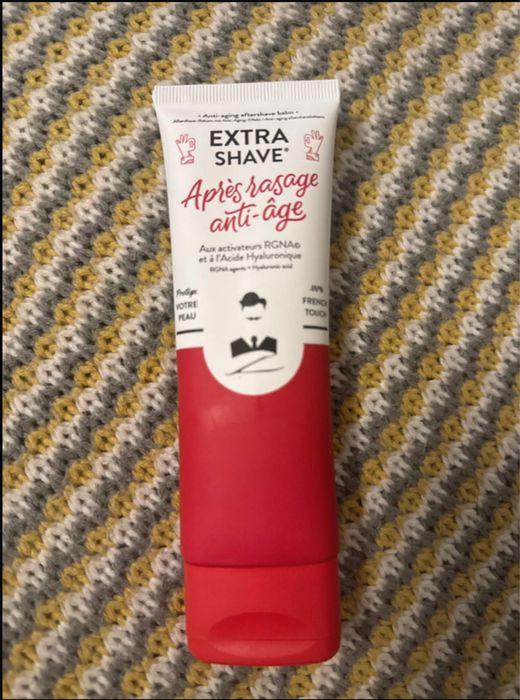 • Anti-aging aftershave balm •
EXTRA
SHAVE®
Après rasage
anti-âge
Aux activateurs RGNA©
et à l'Acide Hyaluronique
RGNA agents + Hyaluronic acid
Protège
VOTRE
PEAU
FRENCH
TOUCH